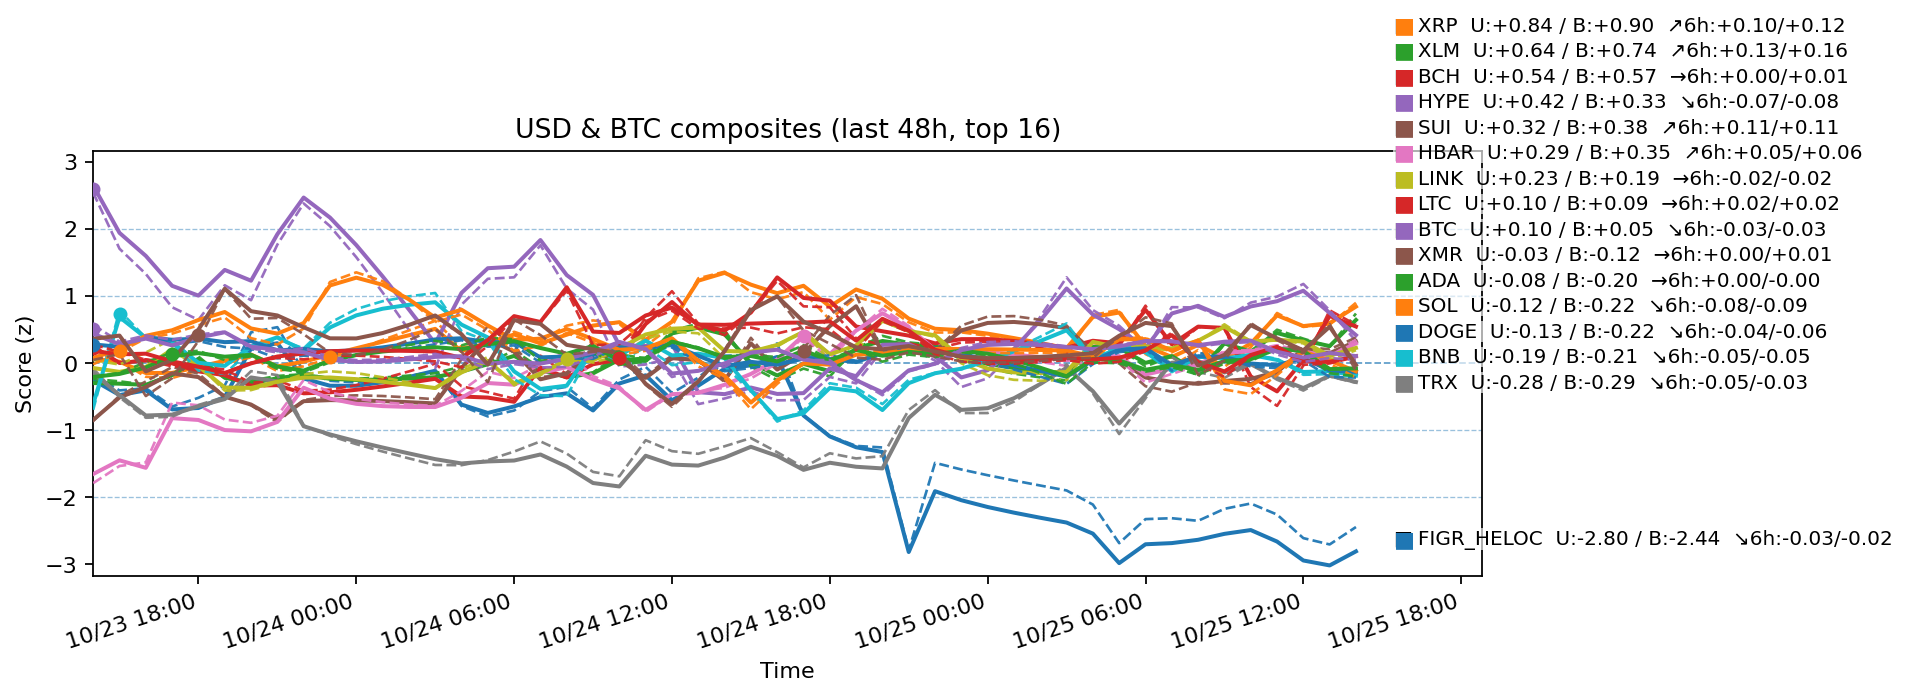 XRP U:+0.84 / B:+0.90 ↗6h:+0.10/+0.12
XLM U:+0.64 / B:+0.74 ↗6h:+0.13/+0.16
BCH U:+0.54 / B:+0.57 →6h:+0.00/+0.01
HYPE U:+0.42 / B:+0.33 ↘6h:-0.07/-0.08
SUI U:+0.32 / B:+0.38 ↗6h:+0.11/+0.11
HBAR U:+0.29 / B:+0.35 ↗6h:+0.05/+0.06
LINK U:+0.23 / B:+0.19 →6h:-0.02/-0.02
LTC U:+0.10 / B:+0.09 →6h:+0.02/+0.02
BTC U:+0.10 / B:+0.05 ↘6h:-0.03/-0.03
XMR U:-0.03 / B:-0.12 →6h:+0.00/+0.01
ADA U:-0.08 / B:-0.20 →6h:+0.00/-0.00
SOL U:-0.12 / B:-0.22 ↘6h:-0.08/-0.09
DOGE U:-0.13 / B:-0.22 ↘6h:-0.04/-0.06
BNB U:-0.19 / B:-0.21 ↘6h:-0.05/-0.05
TRX U:-0.28 / B:-0.29 ↘6h:-0.05/-0.03
FIGR_HELOC U:-2.80 / B:-2.44 ↘6h:-0.03/-0.02
USD & BTC composites (last 48h, top 16)
Score (z)
3
2
1
0
−1
−2
−3
10/23 18:00
10/24 00:00
10/24 06:00
10/24 12:00
10/24 18:00
10/25 00:00
10/25 06:00
10/25 12:00
10/25 18:00
Time